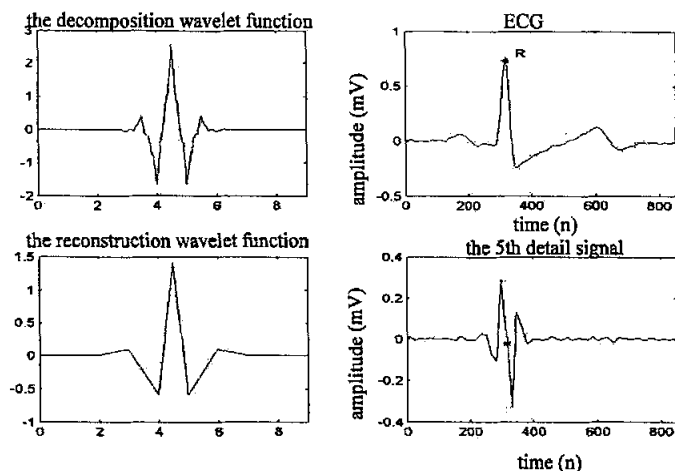 the decomposition wavelet function
3
2
1
0
-1
-2
0 2 4 6 8
ECG
R
amplitude (mV)
1
0.5
0
-0.5
0 200 400 600 800
time (n)
the reconstruction wavelet function
1.5
1
0.5
0
-0.5
-1
0 2 4 6 8
the 5th detail signal
amplitude (mV)
0.4
0.2
0
-0.2
-0.4
0 200 400 600 800
time (n)